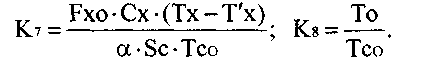 K₇ = Fxo·Cx·(Tx − T′x) / α·Sc·Tco; K₈ = To / Tco.